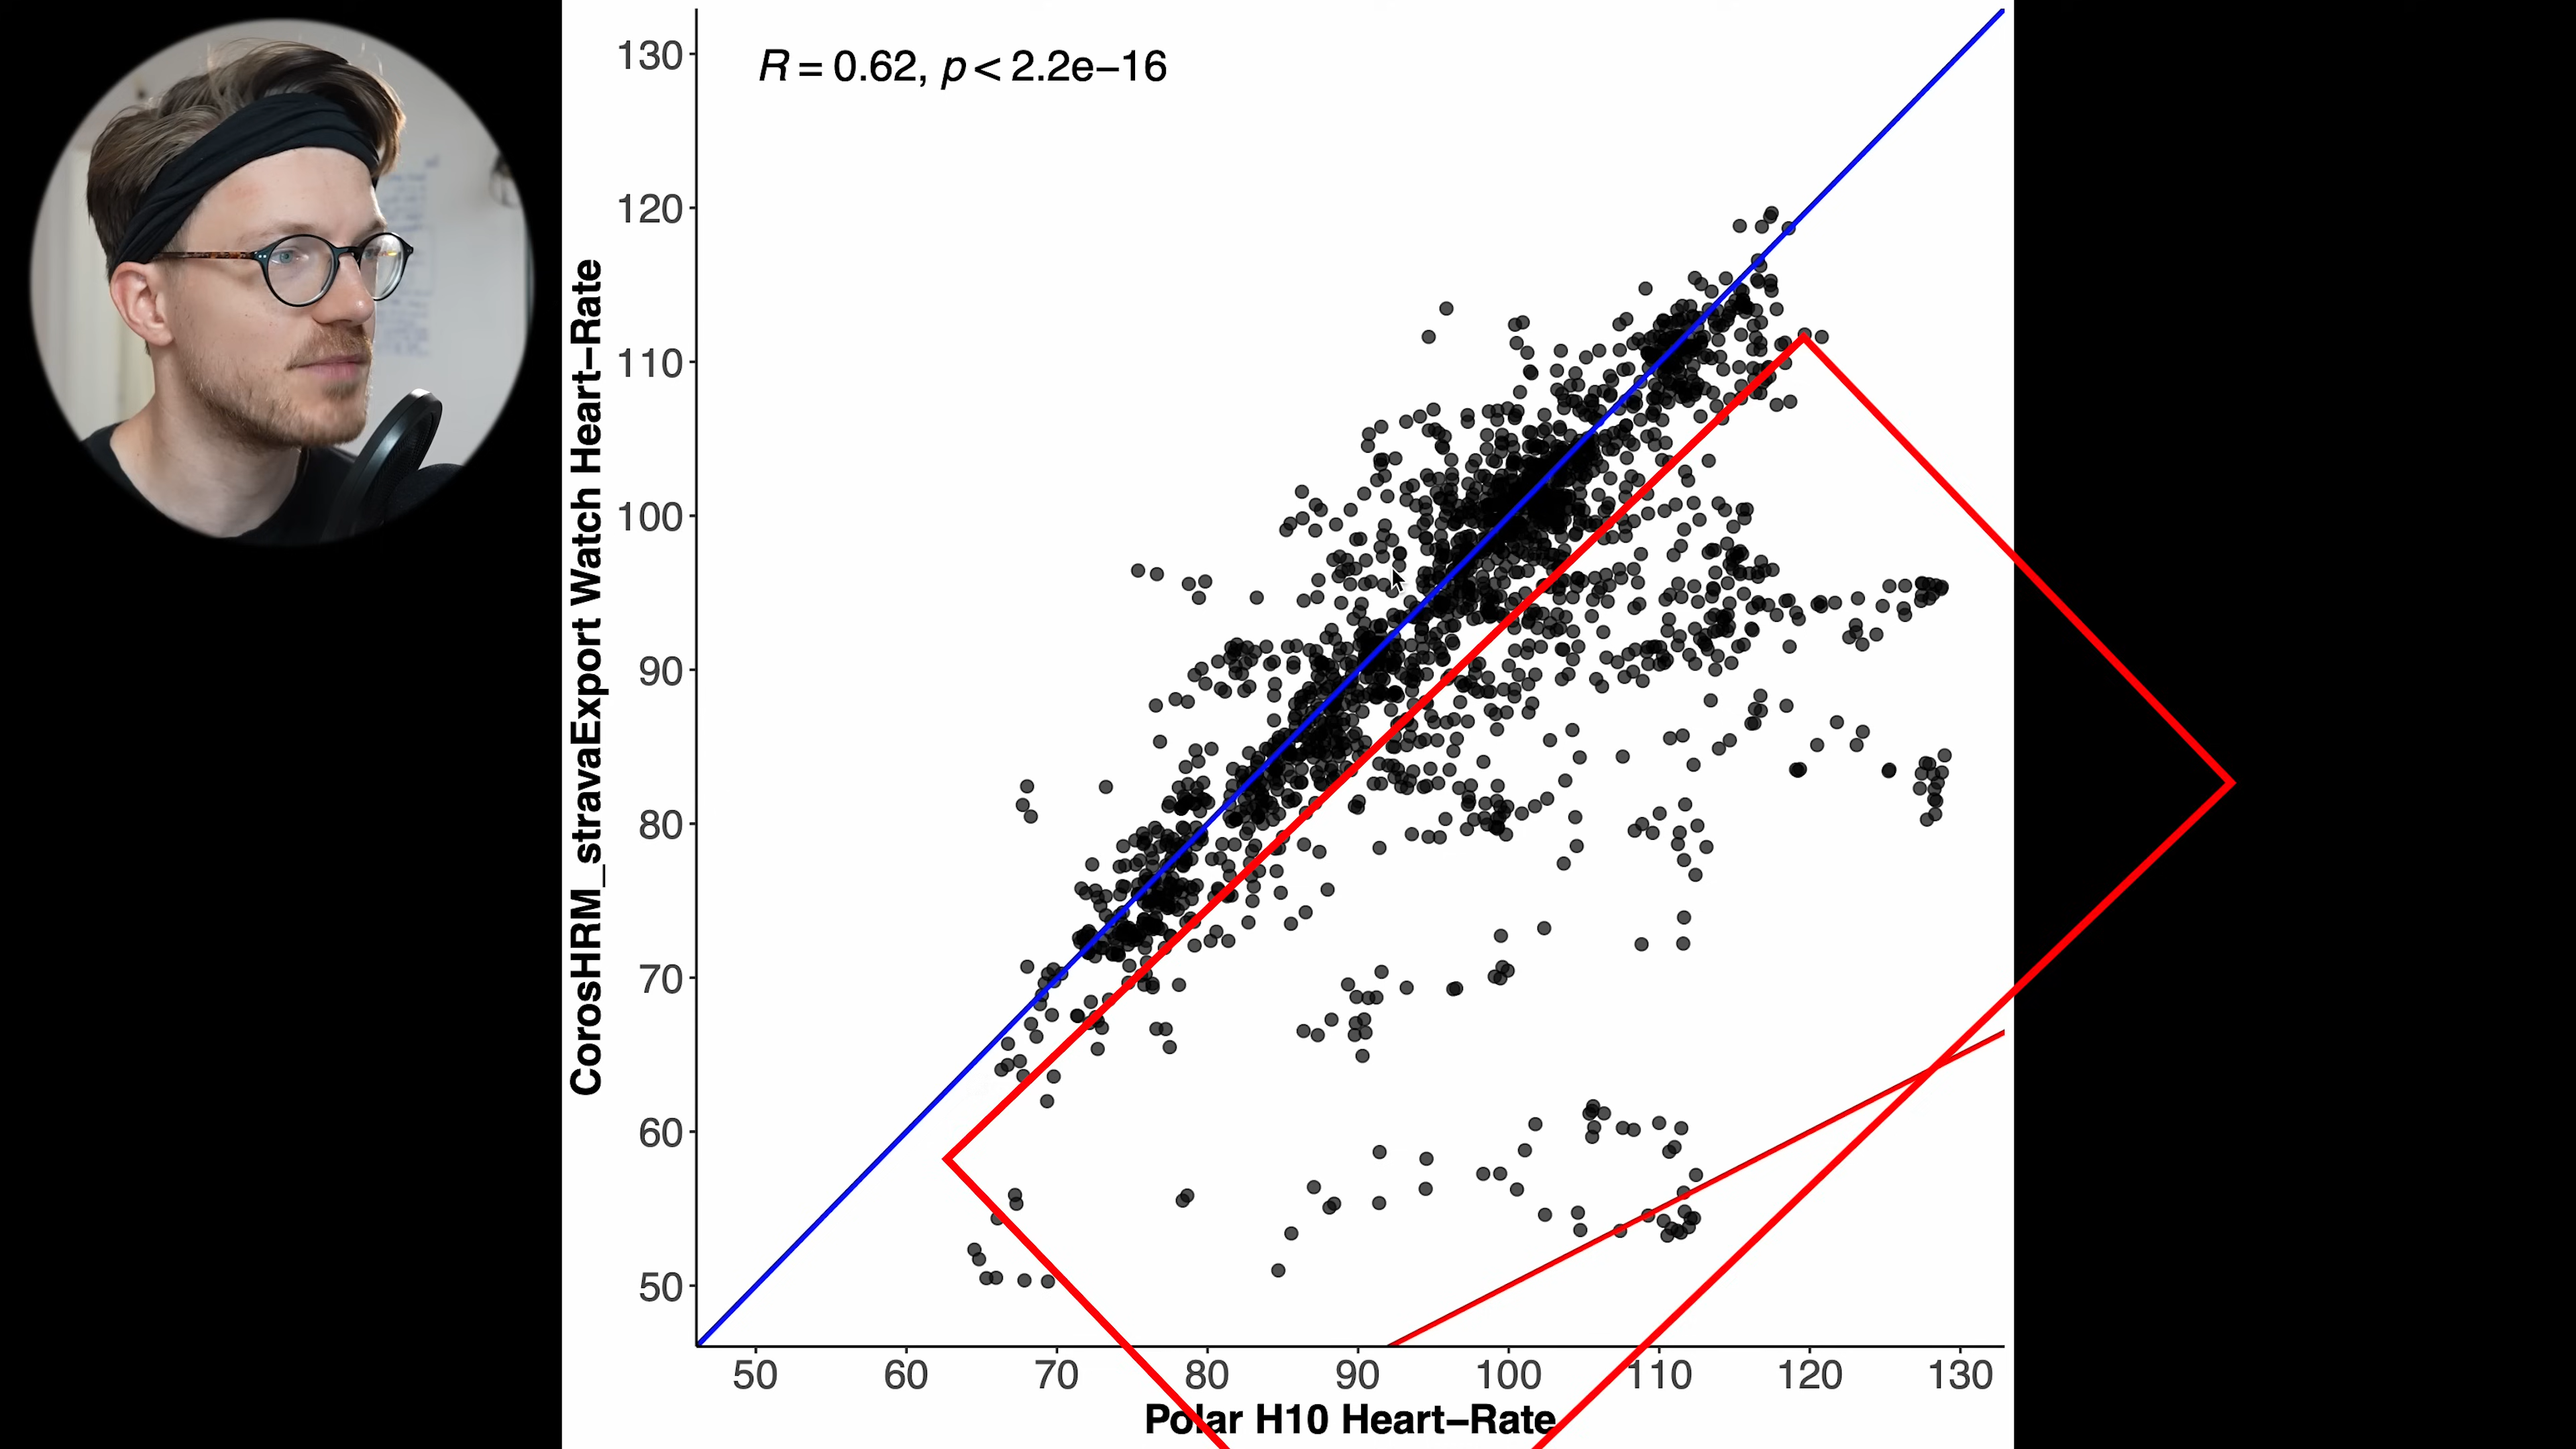 R = 0.62, p < 2.2e−16
130
120
110
100
90
80
70
60
50
CorosHRM_stravaExport Watch Heart−Rate
50 60 70 80 90 100 110 120 130
Polar H10 Heart−Rate